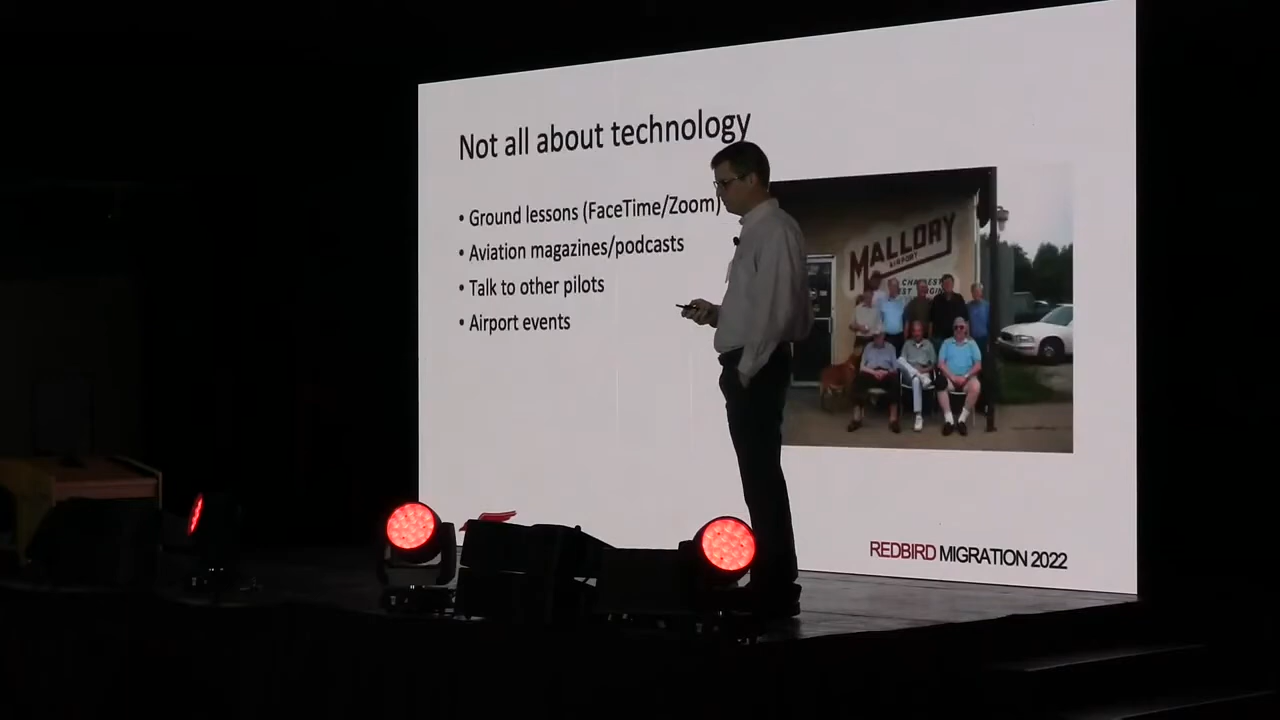 Not all about technology
• Ground lessons (FaceTime/Zoom)
• Aviation magazines/podcasts
• Talk to other pilots
• Airport events
MALLORY
AIRPORT
REDBIRD MIGRATION 2022